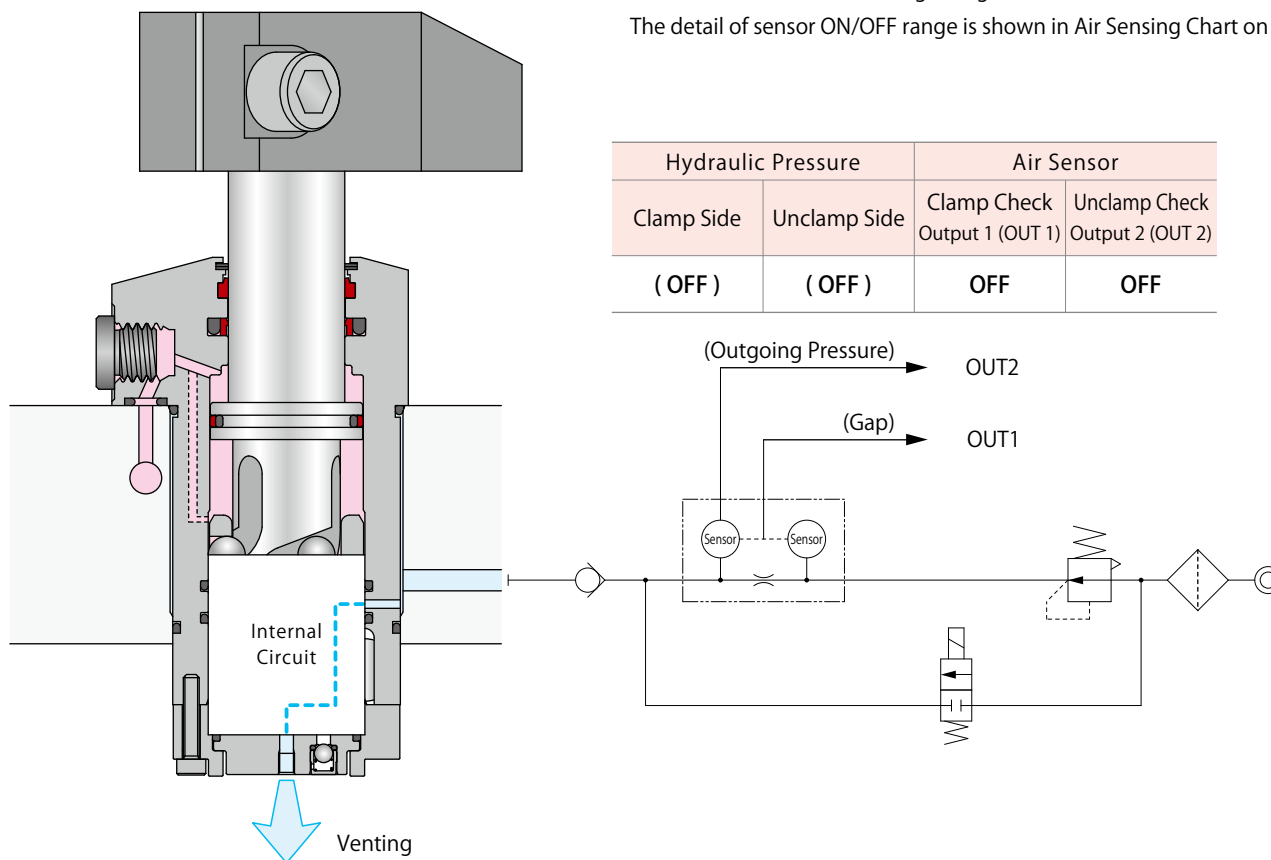 The detail of sensor ON/OFF range is shown in Air Sensing Chart on
Hydraulic Pressure
Air Sensor
Clamp Side
Unclamp Side
Clamp Check
Output 1 (OUT 1)
Unclamp Check
Output 2 (OUT 2)
( OFF )
( OFF )
OFF
OFF
(Outgoing Pressure)
OUT2
(Gap)
OUT1
Sensor
Sensor
Internal
Circuit
Venting